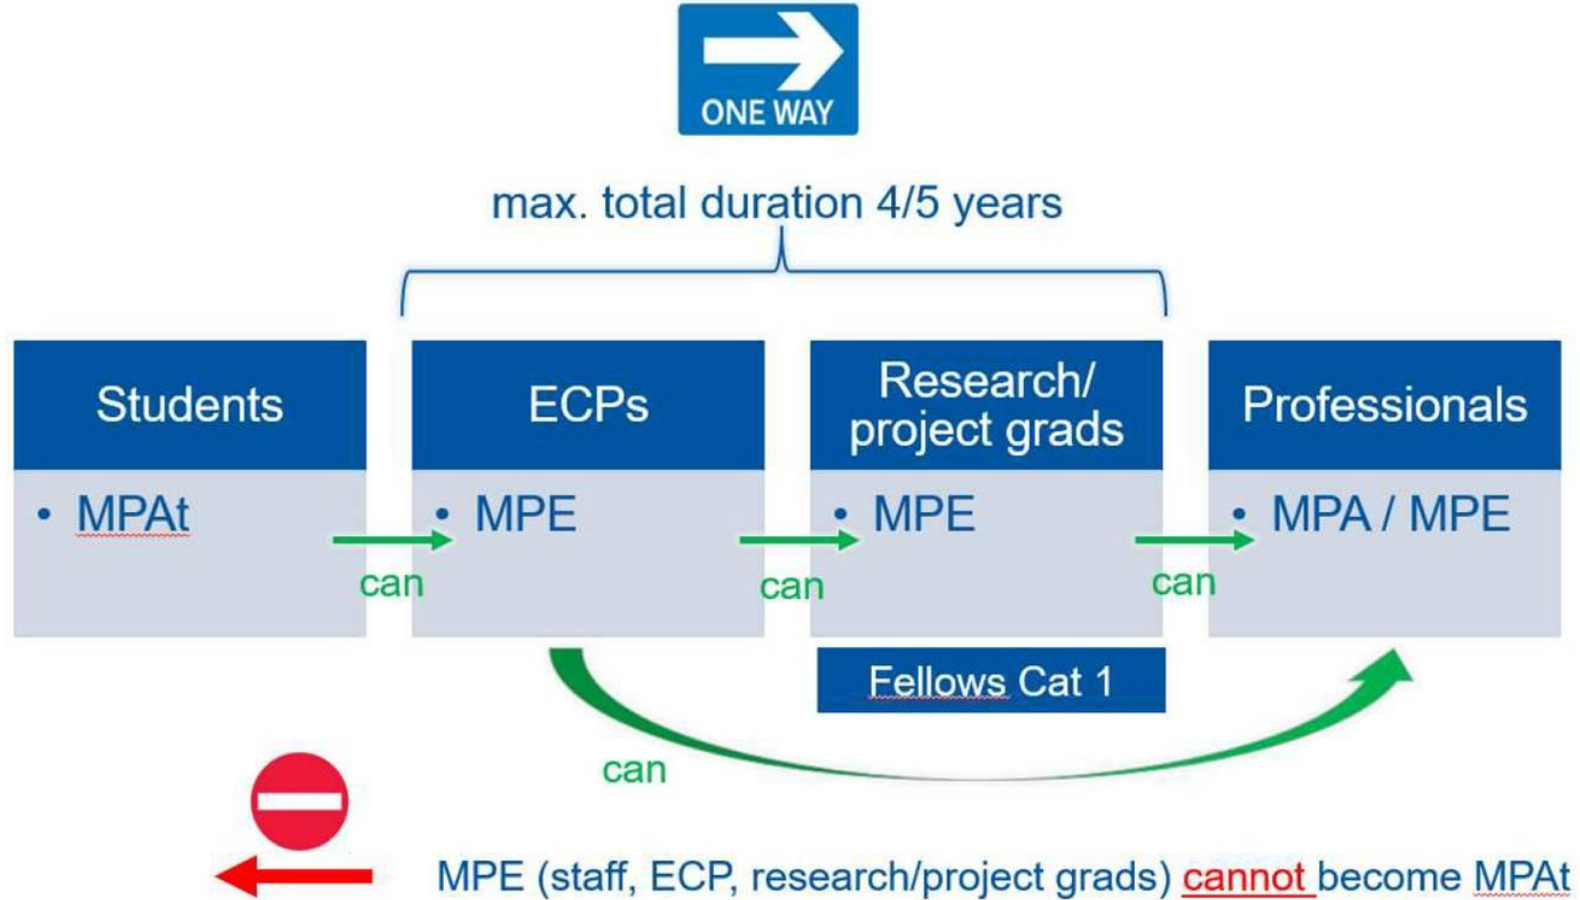 ONE WAY
max. total duration 4/5 years
Students
• MPAt
can
ECPs
• MPE
can
Research/
project grads
• MPE
can
Professionals
• MPA / MPE
Fellows Cat 1
can
MPE (staff, ECP, research/project grads) cannot become MPAt